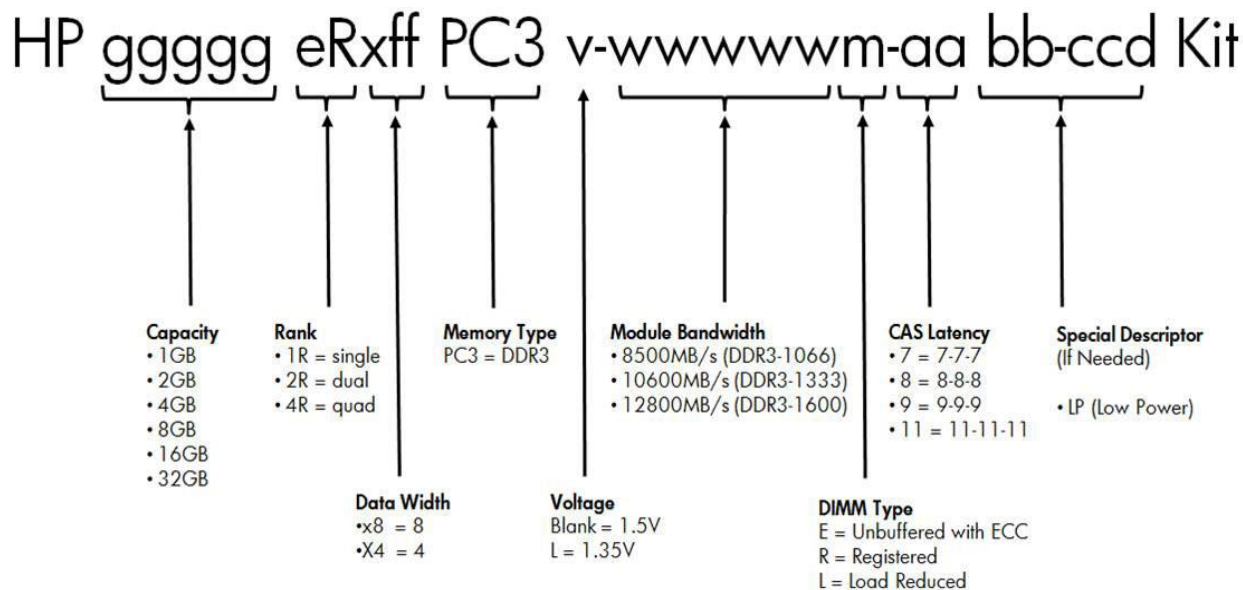 HP ggggg eRxff PC3 v-wwwwwm-aa bb-ccd Kit
Capacity
• 1GB
• 2GB
• 4GB
• 8GB
• 16GB
• 32GB
Rank
• 1R = single
• 2R = dual
• 4R = quad
Memory Type
PC3 = DDR3
Module Bandwidth
• 8500MB/s (DDR3-1066)
• 10600MB/s (DDR3-1333)
• 12800MB/s (DDR3-1600)
CAS Latency
• 7 = 7-7-7
• 8 = 8-8-8
• 9 = 9-9-9
• 11 = 11-11-11
Special Descriptor
(If Needed)
• LP (Low Power)
Data Width
•x8 = 8
•X4 = 4
Voltage
Blank = 1.5V
L = 1.35V
DIMM Type
E = Unbuffered with ECC
R = Registered
L = Load Reduced